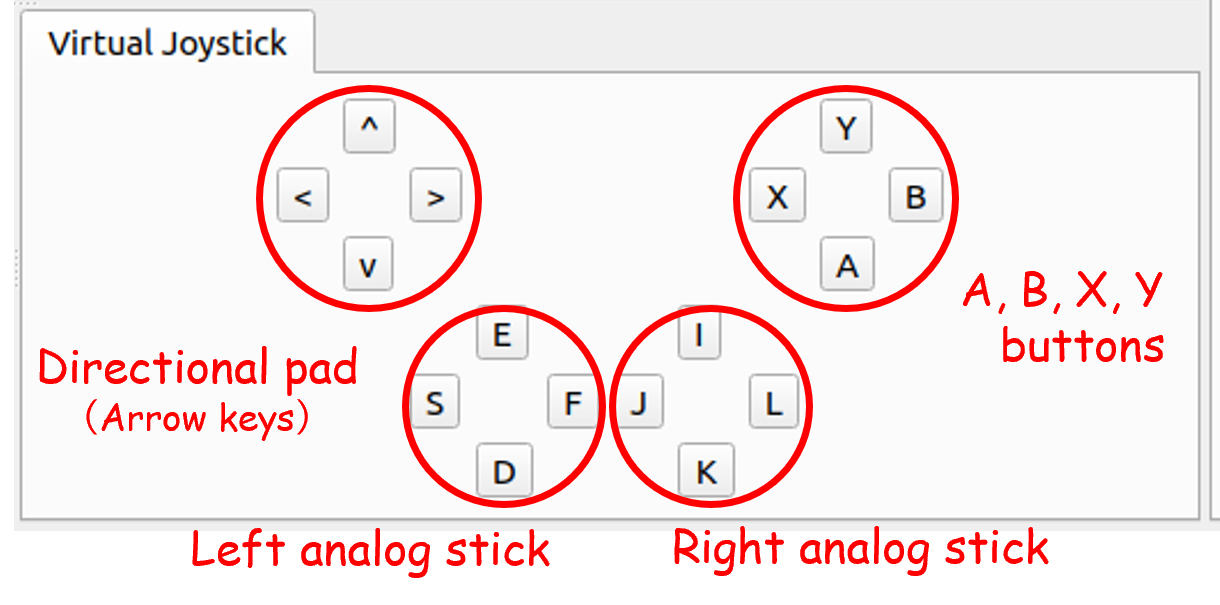 Virtual Joystick
^
Y
< >
X B
v
A
A, B, X, Y
buttons
E
I
Directional pad
(Arrow keys)
S F
J L
D
K
Left analog stick
Right analog stick